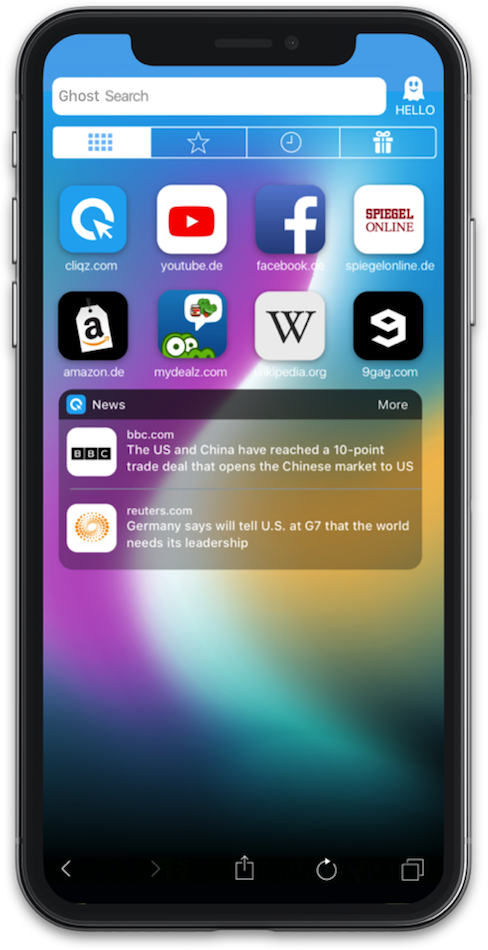 Ghost Search
HELLO
SPIEGEL
ONLINE
cliqz.com
youtube.de
facebook.de
spiegelonline.de
amazon.de
mydealz.com
wikipedia.org
9gag.com
News
More
bbc.com
BBC
The US and China have reached a 10-point
trade deal that opens the Chinese market to US
reuters.com
Germany says will tell U.S. at G7 that the world
needs its leadership